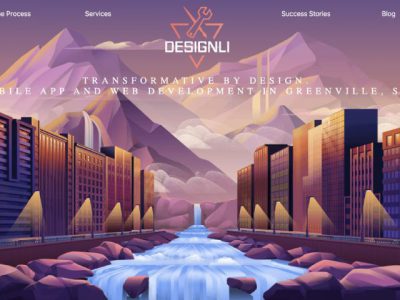 e Process
Services
Success Stories
Blog
DESIGNLI
TRANSFORMATIVE BY DESIGN.
BILE APP AND WEB DEVELOPMENT IN GREENVILLE, S